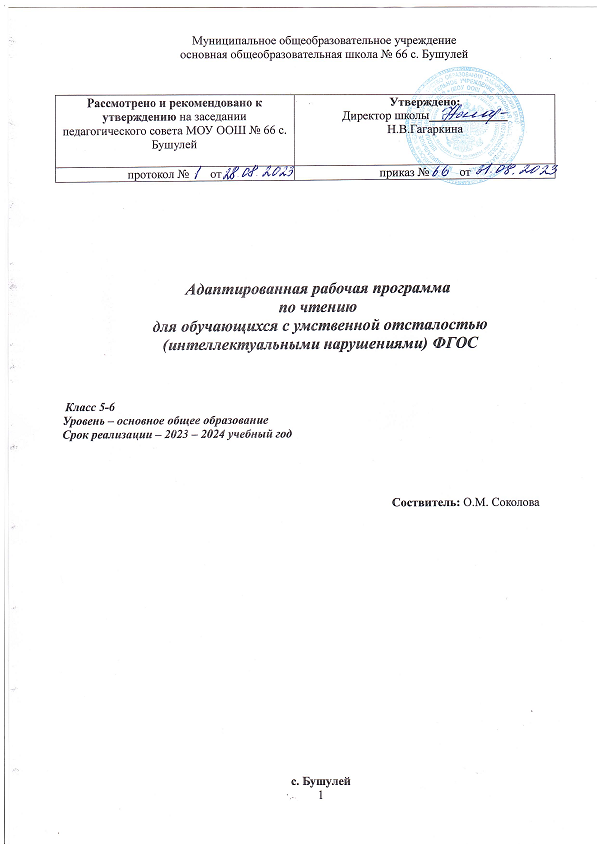 Муниципальное общеобразовательное учреждение
основная общеобразовательная школа № 66 с. Бушулей
Рассмотрено и рекомендовано к
утверждению на заседании
педагогического совета МОУ ООШ № 66 с.
Бушулей
протокол № 1 от 28.08.2023
Утверждено:
Директор школы
Н.В.Гагаркина
приказ № 66 от 31.08.2023
Адаптированная рабочая программа
по чтению
для обучающихся с умственной отсталостью
(интеллектуальными нарушениями) ФГОС
Класс 5-6
Уровень – основное общее образование
Срок реализации – 2023 – 2024 учебный год
Соствитель: О.М. Соколова
с. Бушулей
1